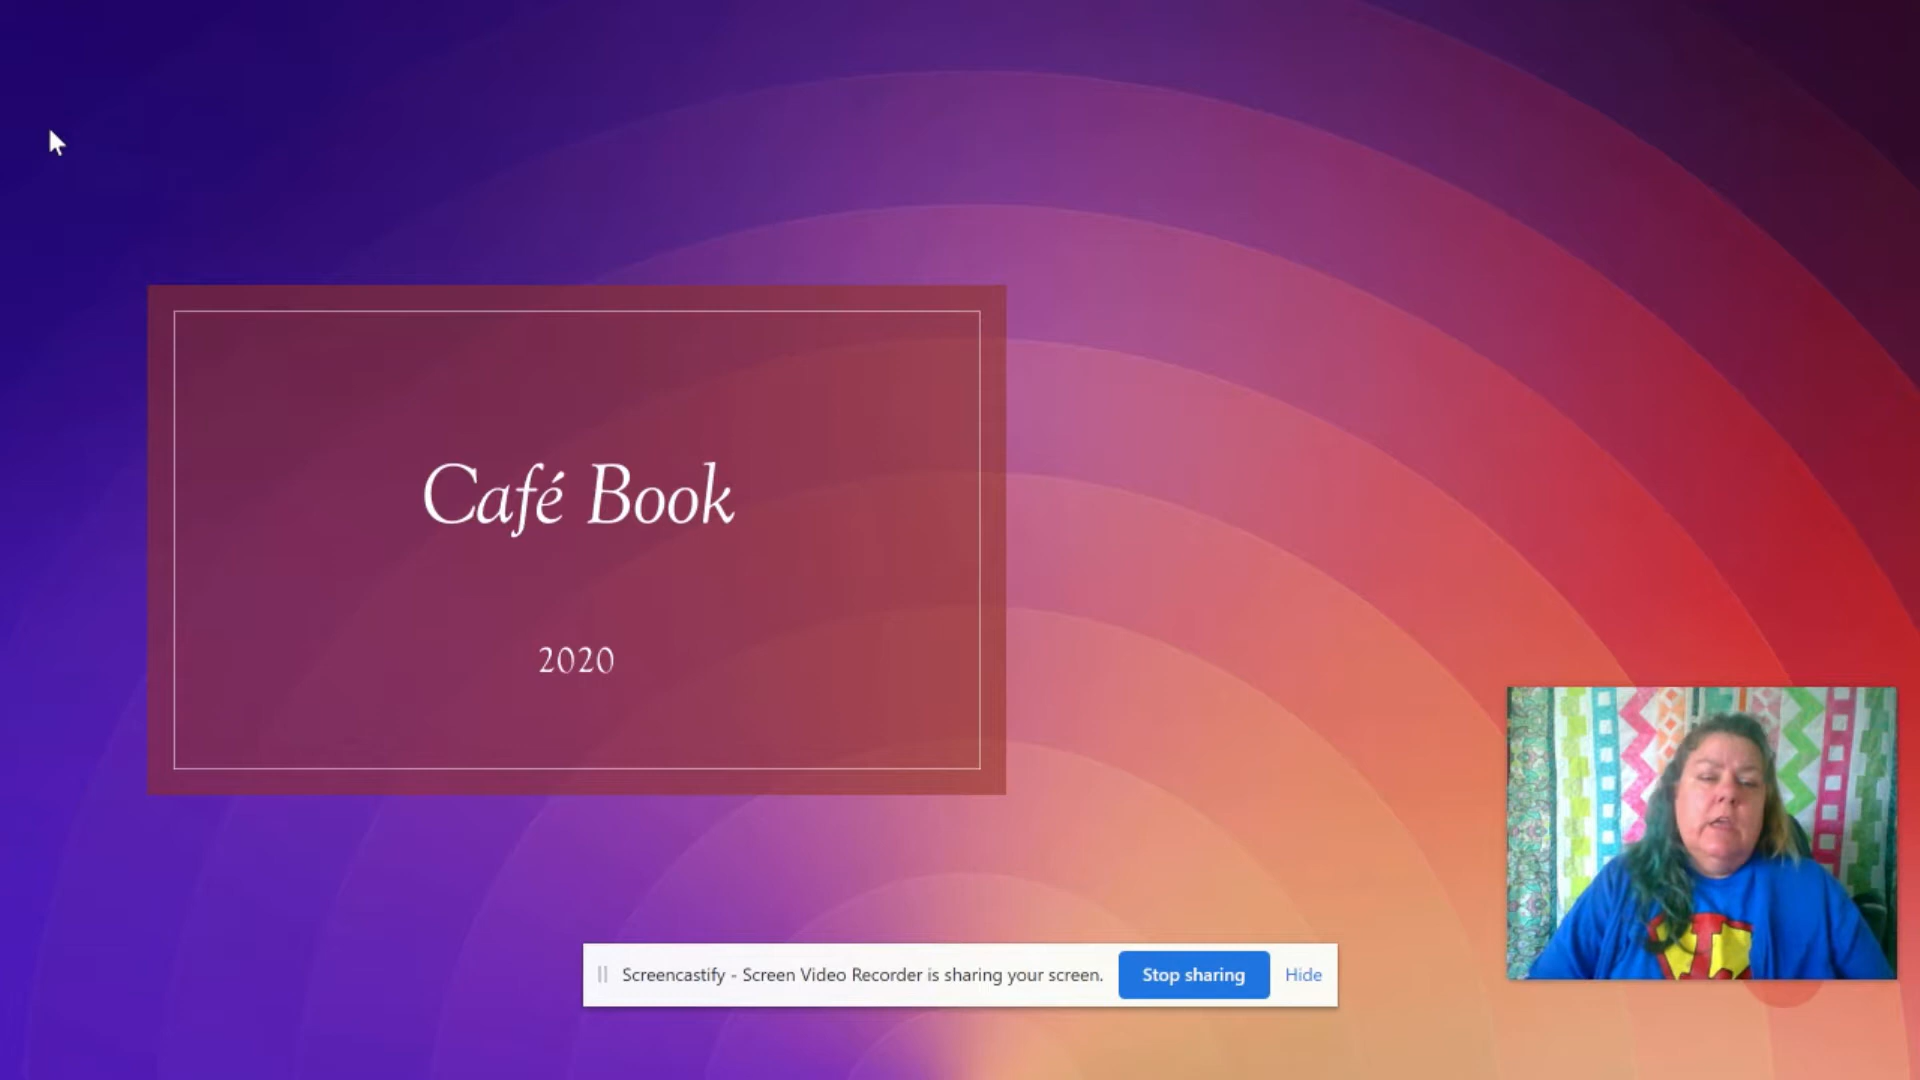 Café Book
2020
Screencastify - Screen Video Recorder is sharing your screen.
Stop sharing
Hide